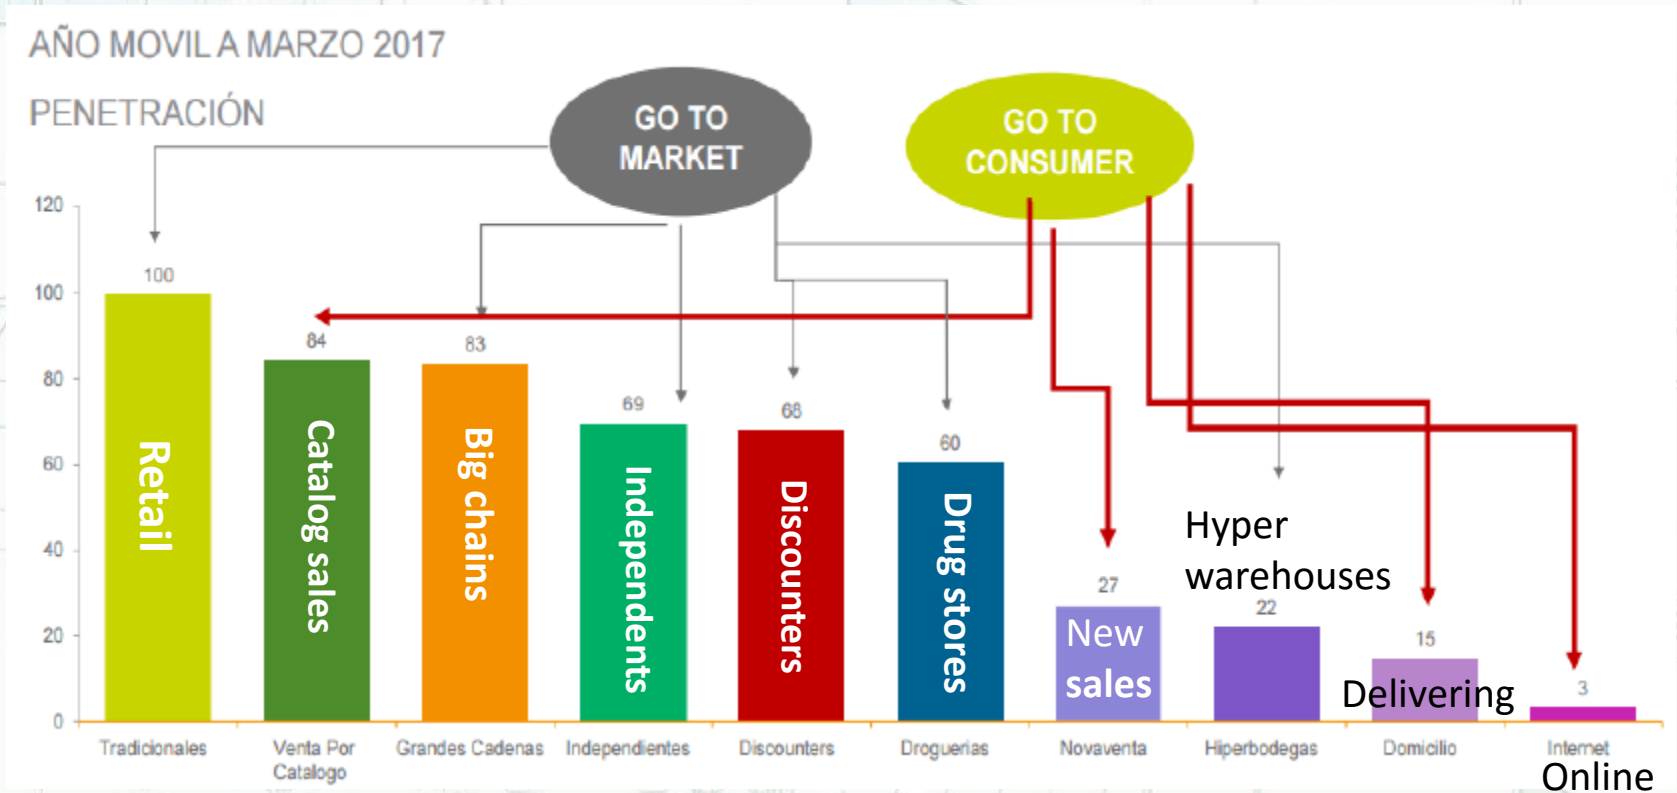 AÑO MOVIL A MARZO 2017
PENETRACIÓN
GO TO
MARKET
GO TO
CONSUMER
120
100
80
60
40
20
0
100
84
83
69
68
60
27
22
15
3
Retail
Catalog sales
Big chains
Independents
Discounters
Drug stores
New
sales
Hyper
warehouses
Delivering
Tradicionales
Venta Por
Catalogo
Grandes Cadenas
Independientes
Discounters
Droguerias
Novaventa
Hiperbodegas
Domicilio
Internet
Online